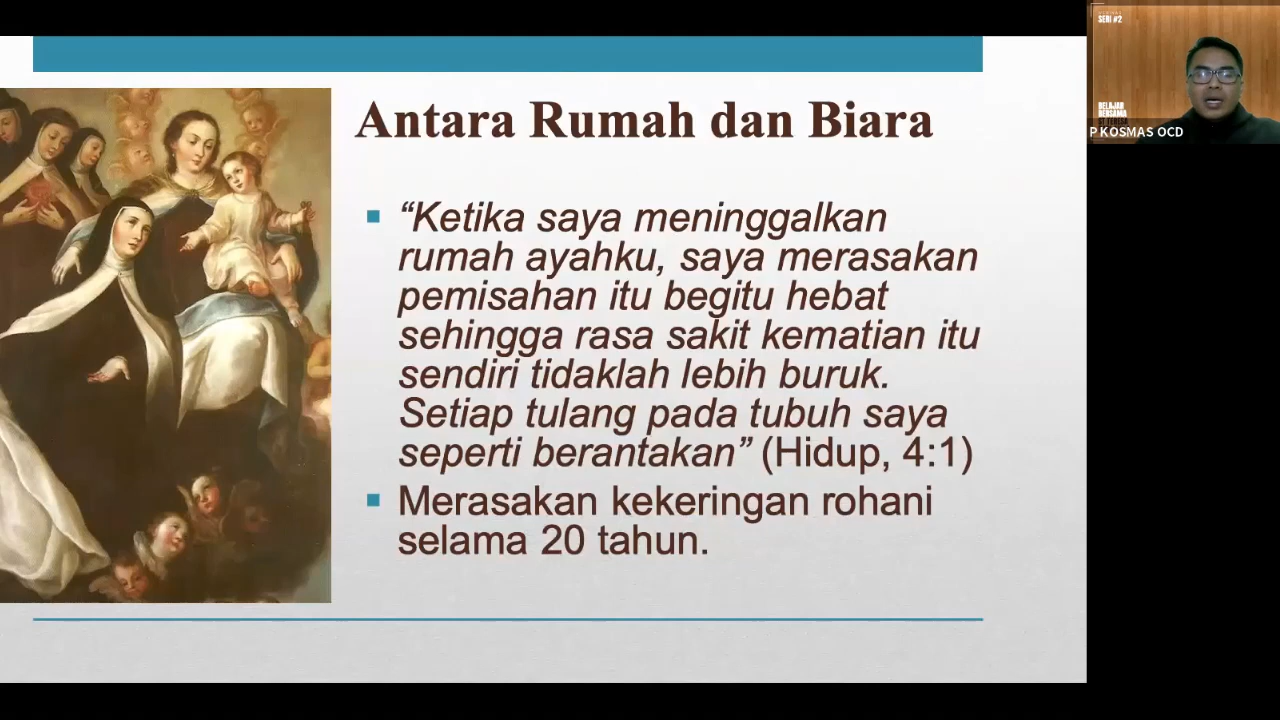 Antara Rumah dan Biara
▪ “Ketika saya meninggalkan
rumah ayahku, saya merasakan
pemisahan itu begitu hebat
sehingga rasa sakit kematian itu
sendiri tidaklah lebih buruk.
Setiap tulang pada tubuh saya
seperti berantakan” (Hidup, 4:1)
▪ Merasakan kekeringan rohani
selama 20 tahun.
SERI #2
BELAJAR
BERSAMA
ST TERESA
P KOSMAS OCD